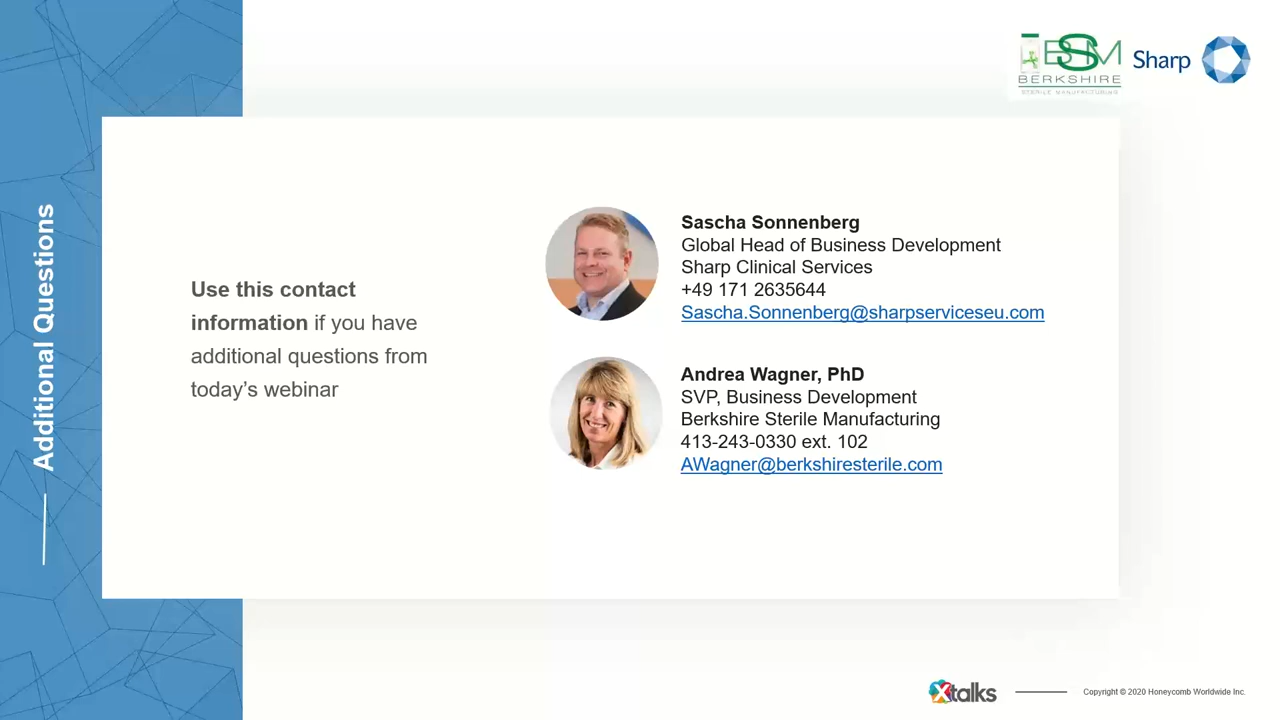 BSM
BERKSHIRE
STERILE MANUFACTURING
Sharp
Additional Questions
Use this contact
information if you have
additional questions from
today’s webinar
Sascha Sonnenberg
Global Head of Business Development
Sharp Clinical Services
+49 171 2635644
Sascha.Sonnenberg@sharpserviceseu.com
Andrea Wagner, PhD
SVP, Business Development
Berkshire Sterile Manufacturing
413-243-0330 ext. 102
AWagner@berkshiresterile.com
Xtalks
Copyright © 2020 Honeycomb Worldwide Inc.